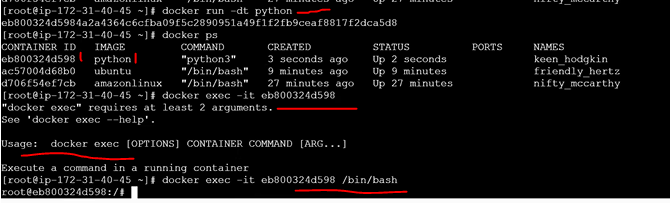 [root@ip-172-31-40-45 ~]# docker run -dt python
eb800324d5984a2a4364c6cfba09f5c2890951a49f1f2fb9ceaf8817f2dca5d8
[root@ip-172-31-40-45 ~]# docker ps
CONTAINER ID IMAGE COMMAND CREATED STATUS PORTS NAMES
eb800324d598 python "python3" 3 seconds ago Up 2 seconds keen_hodgkin
ac57004d68b0 ubuntu "/bin/bash" 9 minutes ago Up 9 minutes friendly_hertz
d706f54ef7cb amazonlinux "/bin/bash" 27 minutes ago Up 27 minutes nifty_mccarthy
[root@ip-172-31-40-45 ~]# docker exec -it eb800324d598
"docker exec" requires at least 2 arguments.
See 'docker exec --help'.
Usage: docker exec [OPTIONS] CONTAINER COMMAND [ARG...]
Execute a command in a running container
[root@ip-172-31-40-45 ~]# docker exec -it eb800324d598 /bin/bash
root@eb800324d598:/#